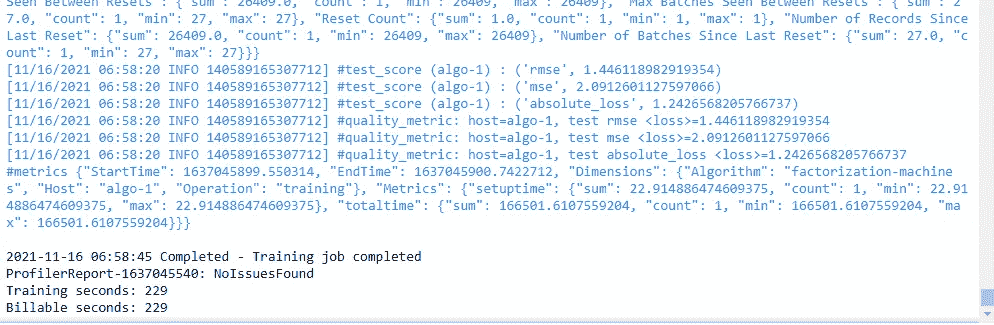 Seen Between Resets": {"sum": 26409.0, "count": 1, "min": 26409, "max": 26409}, "Max Batches Seen Between Resets": {"sum": 2
7.0, "count": 1, "min": 27, "max": 27}, "Reset Count": {"sum": 1.0, "count": 1, "min": 1, "max": 1}, "Number of Records Since
Last Reset": {"sum": 26409.0, "count": 1, "min": 26409, "max": 26409}, "Number of Batches Since Last Reset": {"sum": 27.0, "c
ount": 1, "min": 27, "max": 27}}}
[11/16/2021 06:58:20 INFO 140589165307712] #test_score (algo-1) : ('rmse', 1.446118982919354)
[11/16/2021 06:58:20 INFO 140589165307712] #test_score (algo-1) : ('mse', 2.0912601127597066)
[11/16/2021 06:58:20 INFO 140589165307712] #test_score (algo-1) : ('absolute_loss', 1.2426568205766737)
[11/16/2021 06:58:20 INFO 140589165307712] #quality_metric: host=algo-1, test rmse <loss>=1.446118982919354
[11/16/2021 06:58:20 INFO 140589165307712] #quality_metric: host=algo-1, test mse <loss>=2.0912601127597066
[11/16/2021 06:58:20 INFO 140589165307712] #quality_metric: host=algo-1, test absolute_loss <loss>=1.2426568205766737
#metrics {"StartTime": 1637045899.550314, "EndTime": 1637045900.7422712, "Dimensions": {"Algorithm": "factorization-machine
s", "Host": "algo-1", "Operation": "training"}, "Metrics": {"setuptime": {"sum": 22.914886474609375, "count": 1, "min": 22.91
4886474609375, "max": 22.914886474609375}, "totaltime": {"sum": 166501.6107559204, "count": 1, "min": 166501.6107559204, "ma
x": 166501.6107559204}}}

2021-11-16 06:58:45 Completed - Training job completed
ProfilerReport-1637045540: NoIssuesFound
Training seconds: 229
Billable seconds: 229